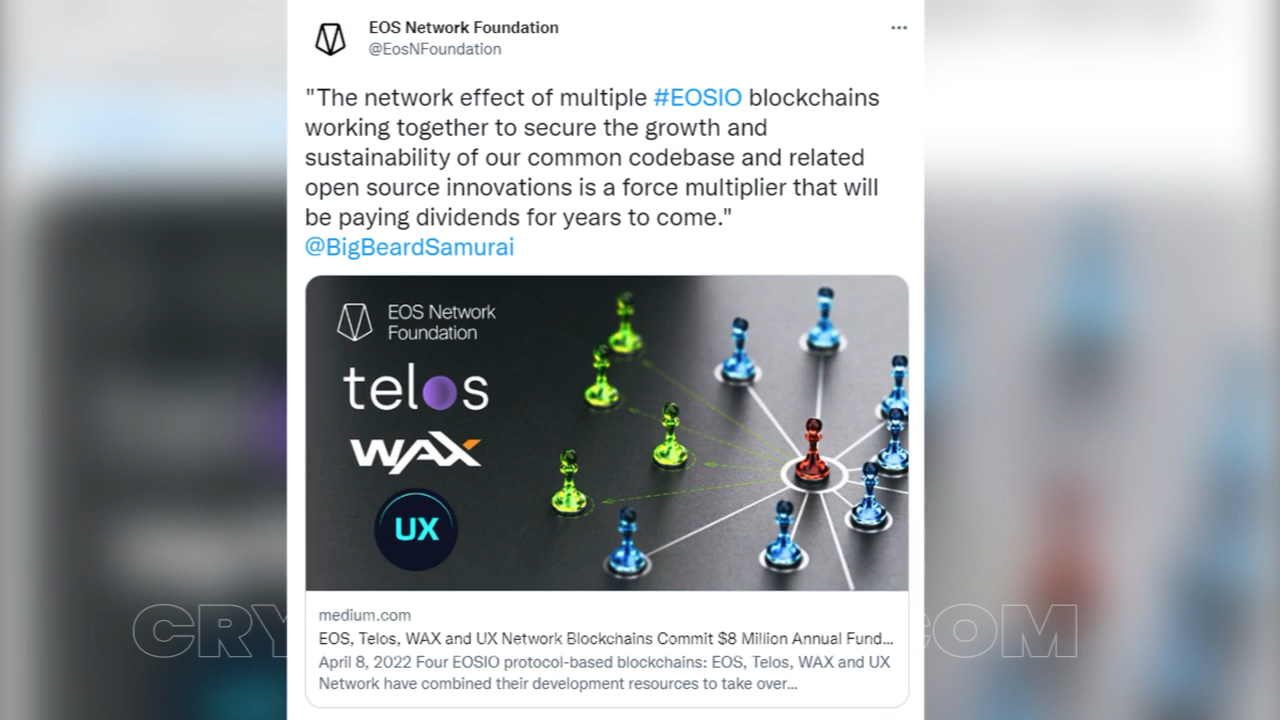 EOS Network Foundation
@EosNFoundation
"The network effect of multiple #EOSIO blockchains
working together to secure the growth and
sustainability of our common codebase and related
open source innovations is a force multiplier that will
be paying dividends for years to come."
@BigBeardSamurai
EOS Network
Foundation
telos
WAX
UX
medium.com
EOS, Telos, WAX and UX Network Blockchains Commit $8 Million Annual Fund...
April 8, 2022 Four EOSIO protocol-based blockchains: EOS, Telos, WAX and UX
Network have combined their development resources to take over...